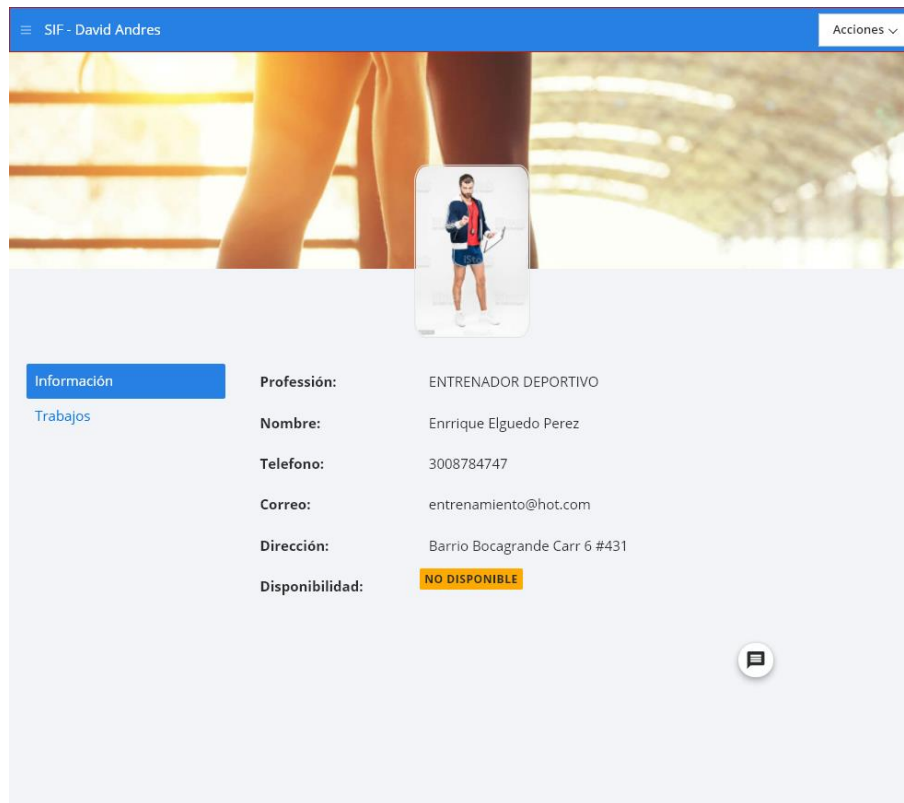 SIF - David Andres
Acciones
iStock
Información
Trabajos
Professión: ENTRENADOR DEPORTIVO
Nombre: Enrrique Elguedo Perez
Telefono: 3008784747
Correo: entrenamiento@hot.com
Dirección: Barrio Bocagrande Carr 6 #431
Disponibilidad: NO DISPONIBLE